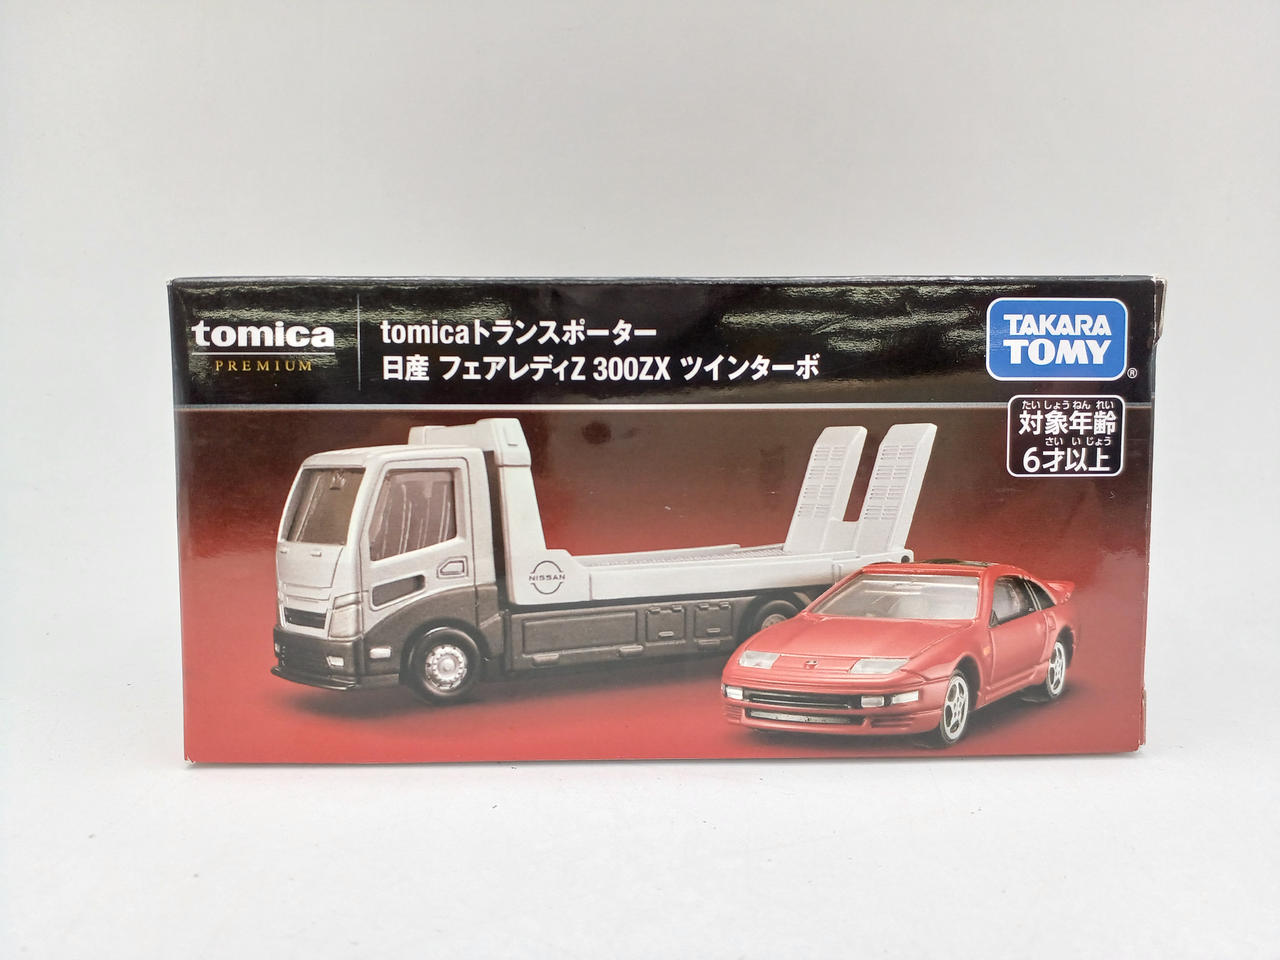 tomica
PREMIUM
tomicaトランスポーター
日産 フェアレディZ 300ZX ツインターボ
TAKARA
TOMY
®
たいしょうねんれい
対象年齢
さいいじょう
6才以上
NISSAN